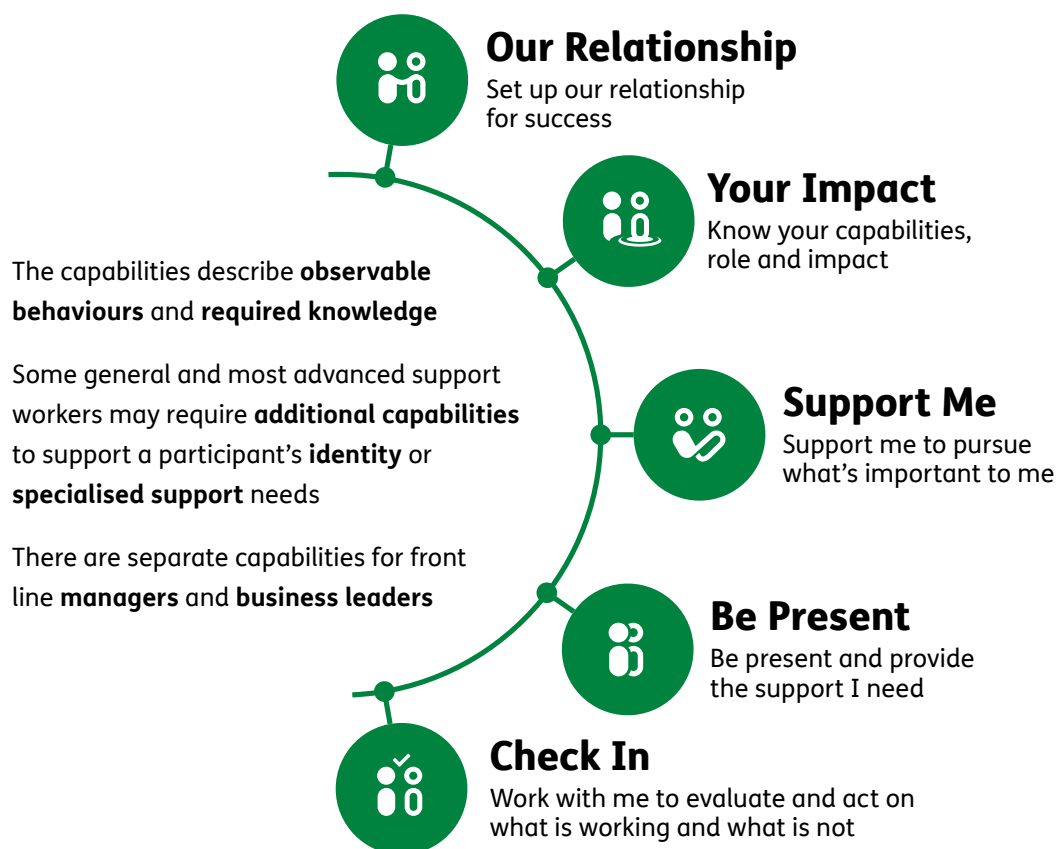 Our Relationship
Set up our relationship
for success
Your Impact
Know your capabilities,
role and impact
The capabilities describe observable
behaviours and required knowledge
Some general and most advanced support
workers may require additional capabilities
to support a participant’s identity or
specialised support needs
There are separate capabilities for front
line managers and business leaders
Support Me
Support me to pursue
what’s important to me
Be Present
Be present and provide
the support I need
Check In
Work with me to evaluate and act on
what is working and what is not